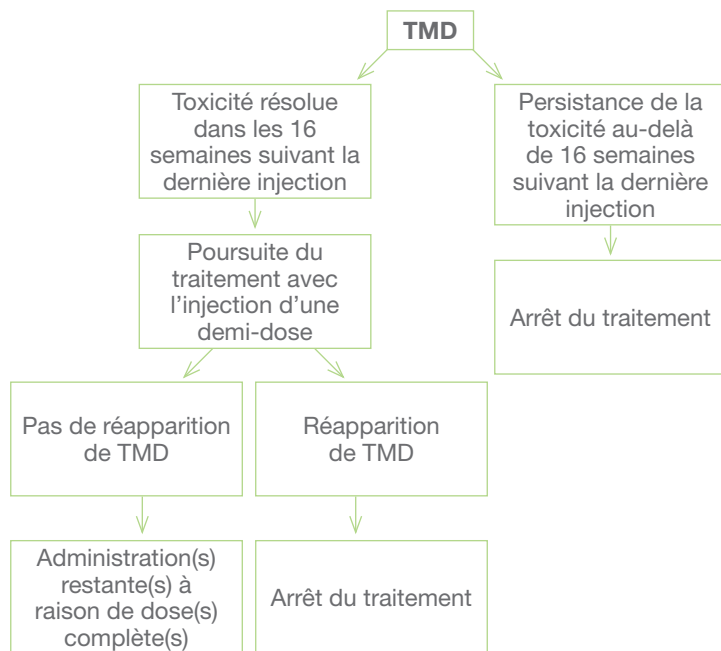 TMD
Toxicité résolue
dans les 16
semaines suivant la
dernière injection
Persistance de la
toxicité au-delà
de 16 semaines
suivant la dernière
injection
Poursuite du
traitement avec
l’injection d’une
demi-dose
Arrêt du traitement
Pas de réapparition
de TMD
Réapparition
de TMD
Administration(s)
restante(s) à
raison de dose(s)
complète(s)
Arrêt du traitement